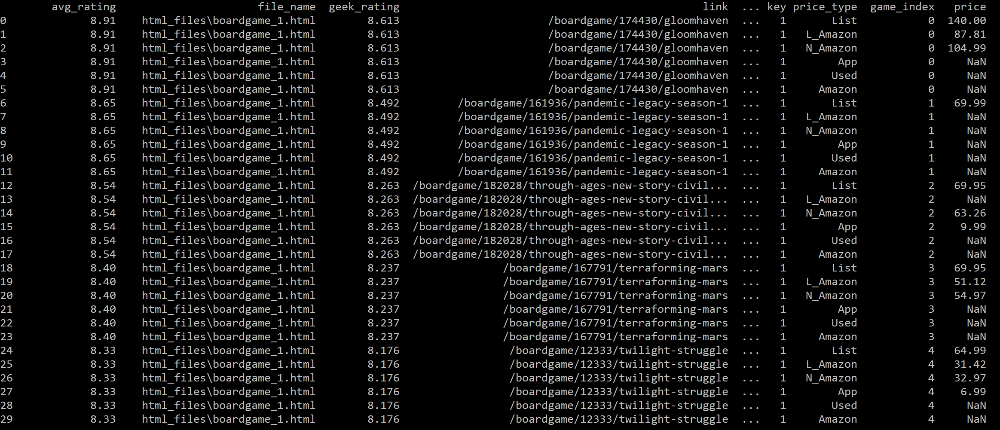 avg_rating file_name geek_rating link ... key price_type game_index price
0 8.91 html_files\boardgame_1.html 8.613 /boardgame/174430/gloomhaven ... 1 List 0 140.00
1 8.91 html_files\boardgame_1.html 8.613 /boardgame/174430/gloomhaven ... 1 L_Amazon 0 87.81
2 8.91 html_files\boardgame_1.html 8.613 /boardgame/174430/gloomhaven ... 1 N_Amazon 0 104.99
3 8.91 html_files\boardgame_1.html 8.613 /boardgame/174430/gloomhaven ... 1 App 0 NaN
4 8.91 html_files\boardgame_1.html 8.613 /boardgame/174430/gloomhaven ... 1 Used 0 NaN
5 8.91 html_files\boardgame_1.html 8.613 /boardgame/174430/gloomhaven ... 1 Amazon 0 NaN
6 8.65 html_files\boardgame_1.html 8.492 /boardgame/161936/pandemic-legacy-season-1 ... 1 List 1 69.99
7 8.65 html_files\boardgame_1.html 8.492 /boardgame/161936/pandemic-legacy-season-1 ... 1 L_Amazon 1 NaN
8 8.65 html_files\boardgame_1.html 8.492 /boardgame/161936/pandemic-legacy-season-1 ... 1 N_Amazon 1 NaN
9 8.65 html_files\boardgame_1.html 8.492 /boardgame/161936/pandemic-legacy-season-1 ... 1 App 1 NaN
10 8.65 html_files\boardgame_1.html 8.492 /boardgame/161936/pandemic-legacy-season-1 ... 1 Used 1 NaN
11 8.65 html_files\boardgame_1.html 8.492 /boardgame/161936/pandemic-legacy-season-1 ... 1 Amazon 1 NaN
12 8.54 html_files\boardgame_1.html 8.263 /boardgame/182028/through-ages-new-story-civil... ... 1 List 2 69.95
13 8.54 html_files\boardgame_1.html 8.263 /boardgame/182028/through-ages-new-story-civil... ... 1 L_Amazon 2 NaN
14 8.54 html_files\boardgame_1.html 8.263 /boardgame/182028/through-ages-new-story-civil... ... 1 N_Amazon 2 63.26
15 8.54 html_files\boardgame_1.html 8.263 /boardgame/182028/through-ages-new-story-civil... ... 1 App 2 9.99
16 8.54 html_files\boardgame_1.html 8.263 /boardgame/182028/through-ages-new-story-civil... ... 1 Used 2 NaN
17 8.54 html_files\boardgame_1.html 8.263 /boardgame/182028/through-ages-new-story-civil... ... 1 Amazon 2 NaN
18 8.40 html_files\boardgame_1.html 8.237 /boardgame/167791/terraforming-mars ... 1 List 3 69.95
19 8.40 html_files\boardgame_1.html 8.237 /boardgame/167791/terraforming-mars ... 1 L_Amazon 3 51.12
20 8.40 html_files\boardgame_1.html 8.237 /boardgame/167791/terraforming-mars ... 1 N_Amazon 3 54.97
21 8.40 html_files\boardgame_1.html 8.237 /boardgame/167791/terraforming-mars ... 1 App 3 NaN
22 8.40 html_files\boardgame_1.html 8.237 /boardgame/167791/terraforming-mars ... 1 Used 3 NaN
23 8.40 html_files\boardgame_1.html 8.237 /boardgame/167791/terraforming-mars ... 1 Amazon 3 NaN
24 8.33 html_files\boardgame_1.html 8.176 /boardgame/12333/twilight-struggle ... 1 List 4 64.99
25 8.33 html_files\boardgame_1.html 8.176 /boardgame/12333/twilight-struggle ... 1 L_Amazon 4 31.42
26 8.33 html_files\boardgame_1.html 8.176 /boardgame/12333/twilight-struggle ... 1 N_Amazon 4 32.97
27 8.33 html_files\boardgame_1.html 8.176 /boardgame/12333/twilight-struggle ... 1 App 4 6.99
28 8.33 html_files\boardgame_1.html 8.176 /boardgame/12333/twilight-struggle ... 1 Used 4 NaN
29 8.33 html_files\boardgame_1.html 8.176 /boardgame/12333/twilight-struggle ... 1 Amazon 4 NaN